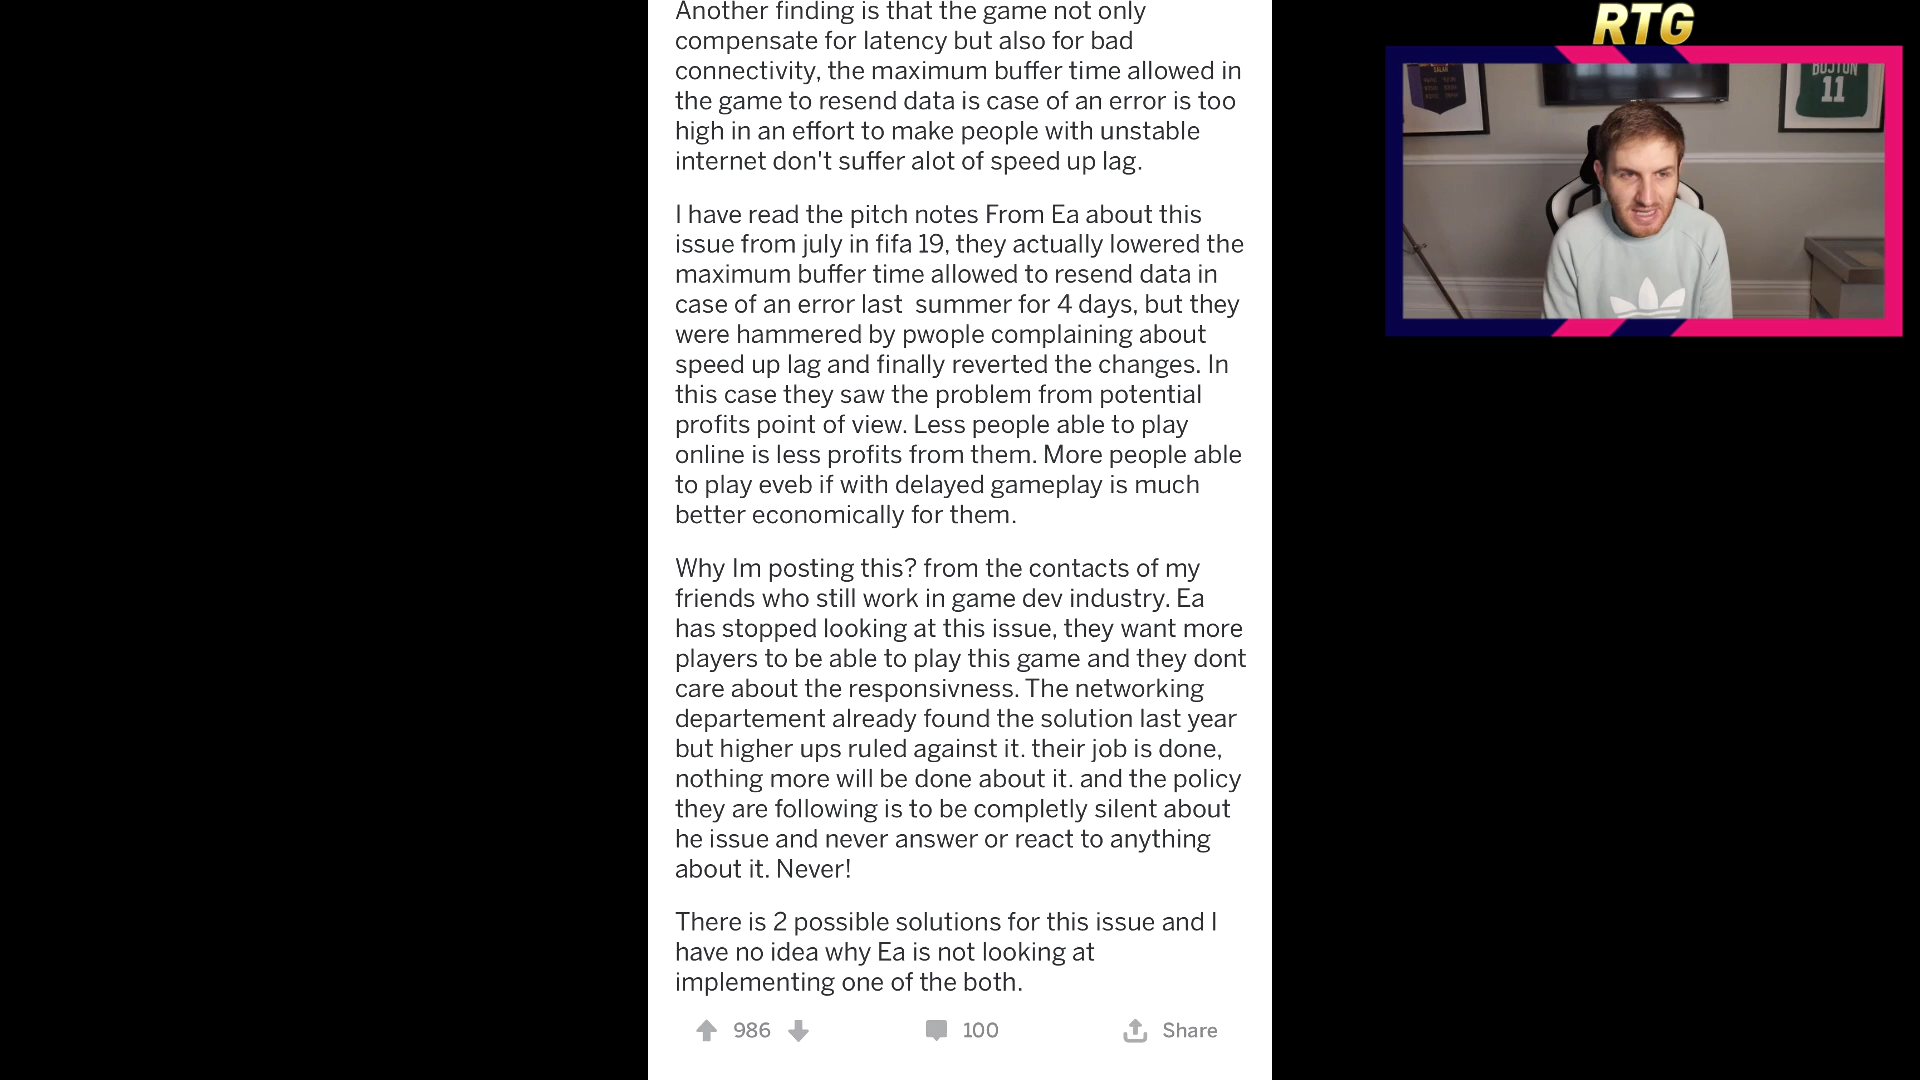 Another finding is that the game not only
compensate for latency but also for bad
connectivity, the maximum buffer time allowed in
the game to resend data is case of an error is too
high in an effort to make people with unstable
internet don't suffer alot of speed up lag.
I have read the pitch notes From Ea about this
issue from july in fifa 19, they actually lowered the
maximum buffer time allowed to resend data in
case of an error last  summer for 4 days, but they
were hammered by pwople complaining about
speed up lag and finally reverted the changes. In
this case they saw the problem from potential
profits point of view. Less people able to play
online is less profits from them. More people able
to play eveb if with delayed gameplay is much
better economically for them.
Why Im posting this? from the contacts of my
friends who still work in game dev industry. Ea
has stopped looking at this issue, they want more
players to be able to play this game and they dont
care about the responsivness. The networking
departement already found the solution last year
but higher ups ruled against it. their job is done,
nothing more will be done about it. and the policy
they are following is to be completly silent about
he issue and never answer or react to anything
about it. Never!
There is 2 possible solutions for this issue and I
have no idea why Ea is not looking at
implementing one of the both.
986
100
Share
RTG
BOSTON
11